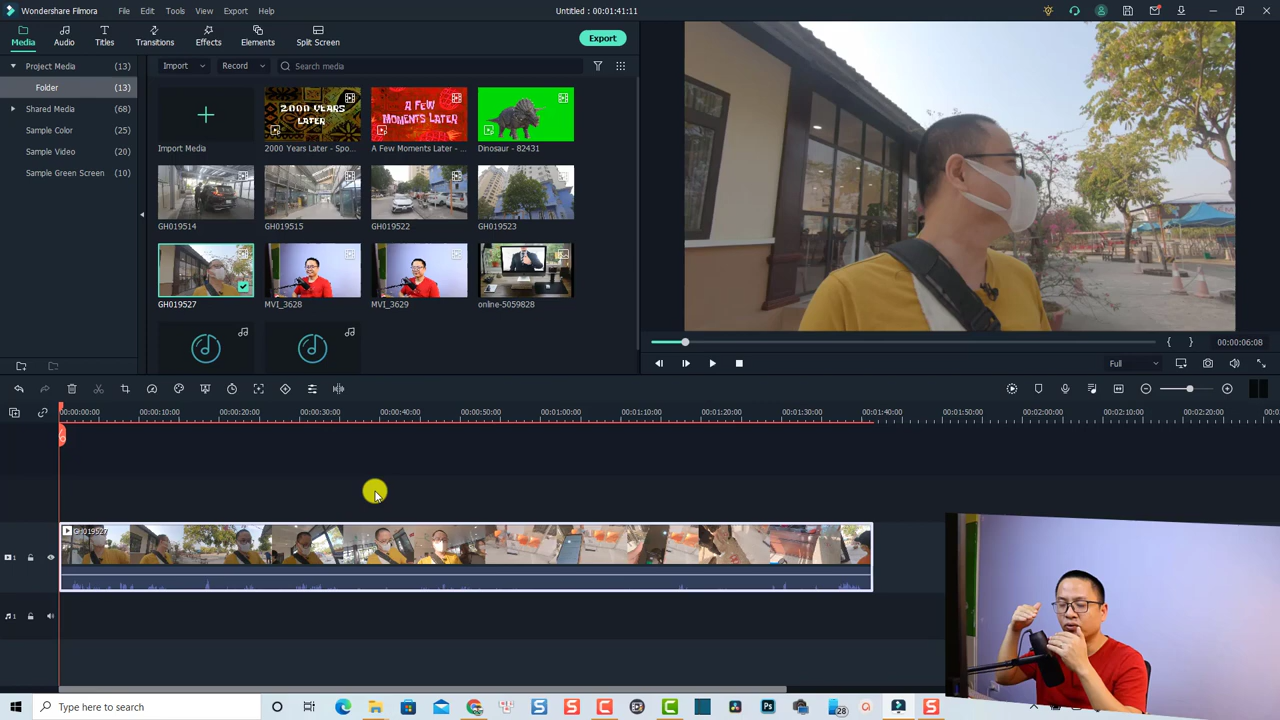 Wondershare Filmora File Edit Tools View Export Help Untitled : 00:01:41:11
Media Audio Titles Transitions Effects Elements Split Screen Export
Project Media (13)
Folder (13)
Shared Media (68)
Sample Color (25)
Sample Video (20)
Sample Green Screen (10)
Import Record Search media
2000 YEARS
LATER
A FEW
MOMENTS
LATER
Import Media 2000 Years Later - Spo... A Few Moments Later - ... Dinosaur - 82431
GH019514 GH019515 GH019522 GH019523
GH019527 MVI_3628 MVI_3629 online-5059828
{ } 00:00:06:08
Full
00:00:00:00 00:00:10:00 00:00:20:00 00:00:30:00 00:00:40:00 00:00:50:00 00:01:00:00 00:01:10:00 00:01:20:00 00:01:30:00 00:01:40:00 00:01:50:00 00:02:00:00 00:02:10:00 00:02:20:00
GH019527
1
1
Type here to search
28